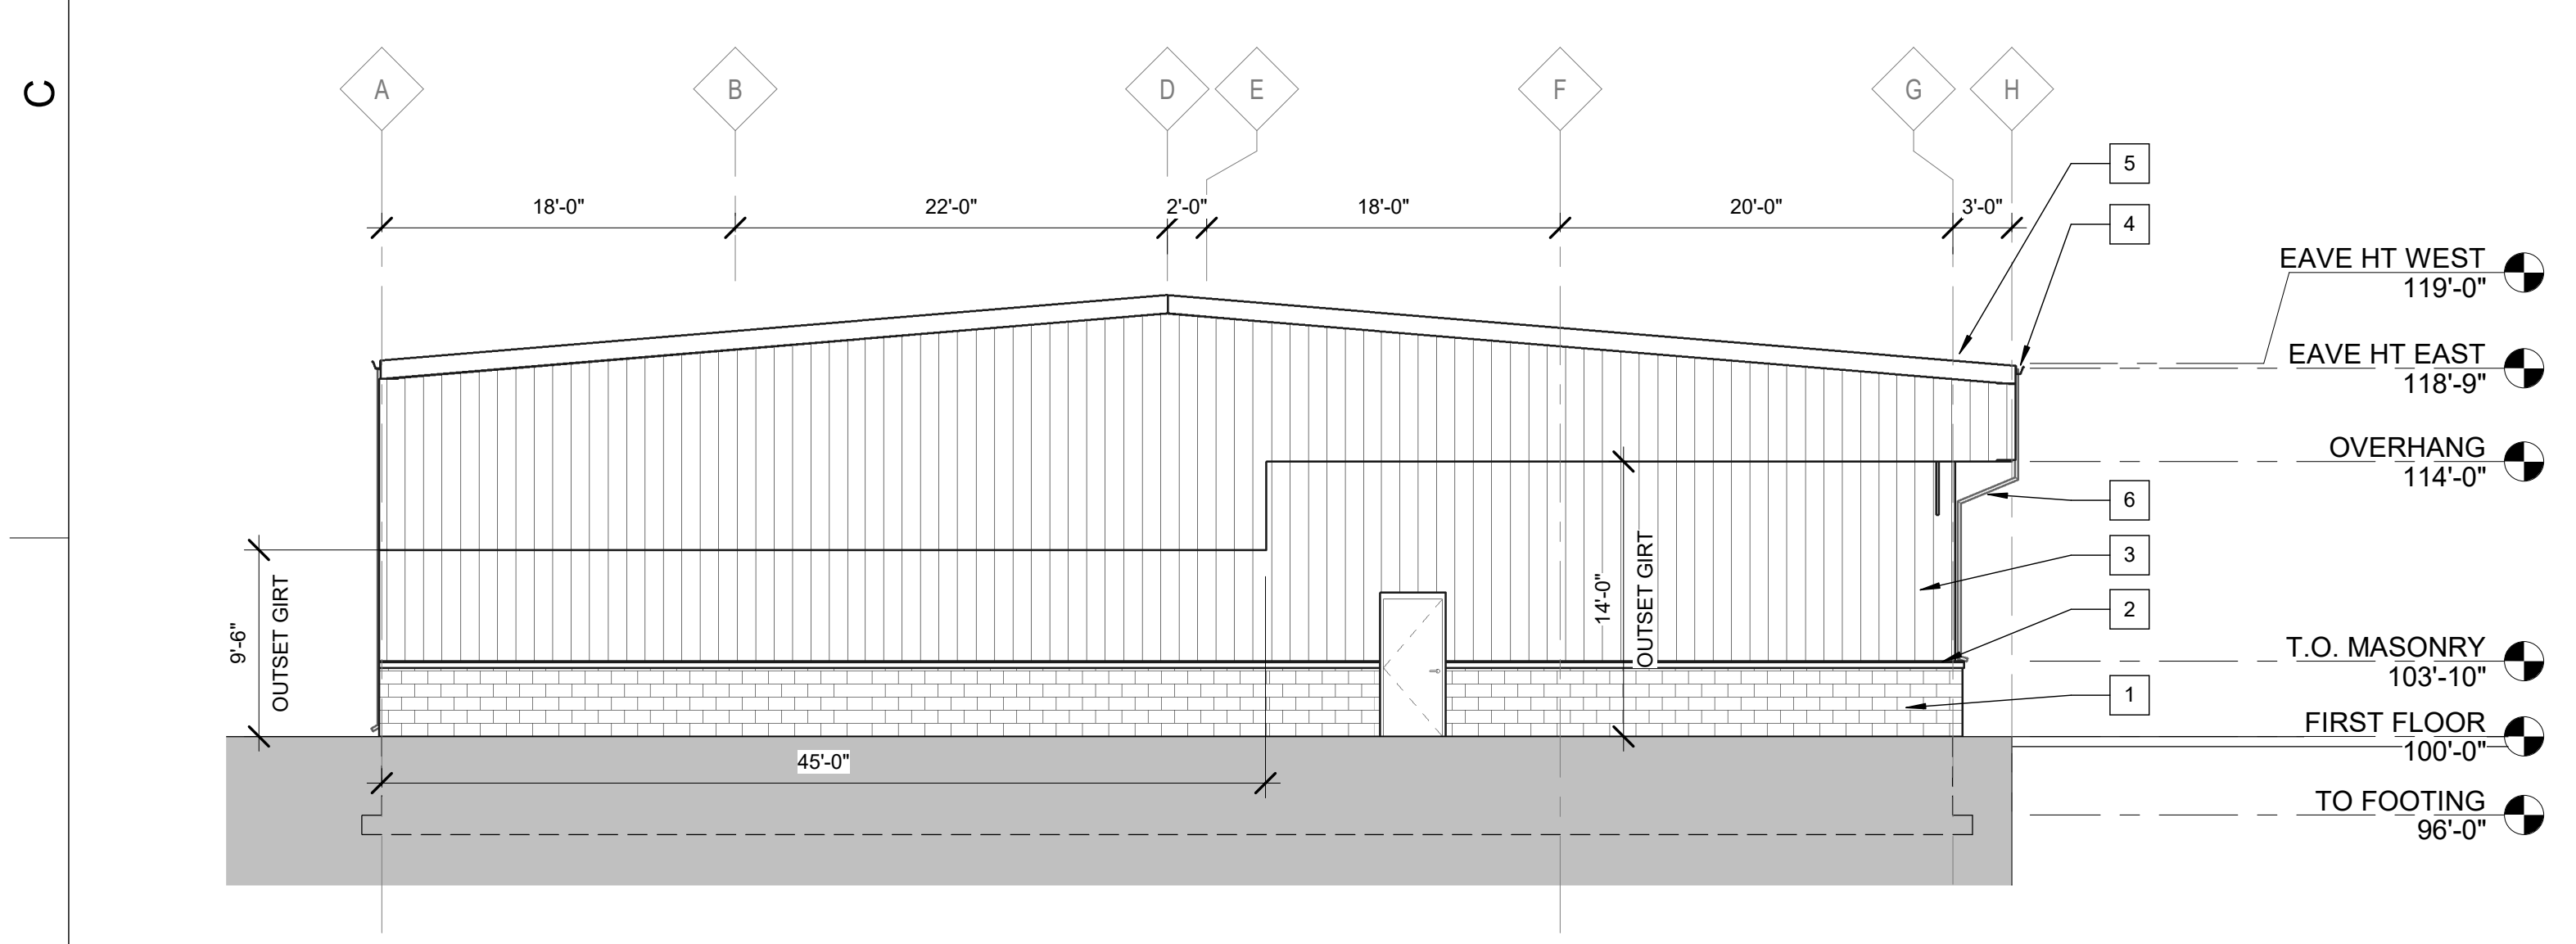 C
A
B
D
E
F
G
H
18'-0"
22'-0"
2'-0"
18'-0"
20'-0"
3'-0"
5
4
EAVE HT WEST
119'-0"
EAVE HT EAST
118'-9"
OVERHANG
114'-0"
6
3
2
1
T.O. MASONRY
103'-10"
FIRST FLOOR
100'-0"
TO FOOTING
96'-0"
9'-6"
OUTSET GIRT
14'-0"
OUTSET GIRT
45'-0"